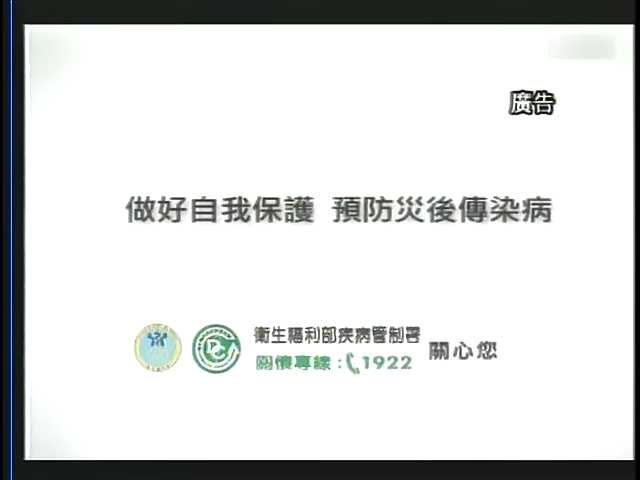 廣告
做好自我保護 預防災後傳染病
衛生福利部疾病管制署
關懷專線：1922
關心您